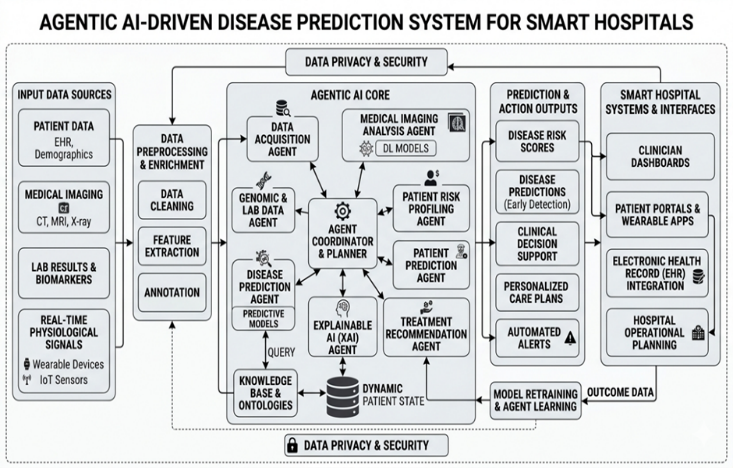 AGENTIC AI-DRIVEN DISEASE PREDICTION SYSTEM FOR SMART HOSPITALS
DATA PRIVACY & SECURITY
INPUT DATA SOURCES
PATIENT DATA
EHR,
Demographics
MEDICAL IMAGING
CT, MRI, X-ray
LAB RESULTS &
BIOMARKERS
REAL-TIME
PHYSIOLOGICAL
SIGNALS
Wearable Devices
IoT Sensors
DATA
PREPROCESSING
& ENRICHMENT
DATA
CLEANING
FEATURE
EXTRACTION
ANNOTATION
AGENTIC AI CORE
DATA
ACQUISITION
AGENT
MEDICAL IMAGING
ANALYSIS AGENT
DL MODELS
GENOMIC &
LAB DATA
AGENT
AGENT
COORDINATOR
& PLANNER
PATIENT RISK
PROFILING
AGENT
PATIENT
PREDICTION
AGENT
DISEASE
PREDICTION
AGENT
PREDICTIVE
MODELS
EXPLAINABLE
AI (XAI)
AGENT
TREATMENT
RECOMMENDATION
AGENT
QUERY
KNOWLEDGE
BASE &
ONTOLOGIES
DYNAMIC
PATIENT STATE
PREDICTION &
ACTION OUTPUTS
DISEASE RISK
SCORES
DISEASE
PREDICTIONS
(Early Detection)
CLINICAL
DECISION
SUPPORT
PERSONALIZED
CARE PLANS
AUTOMATED
ALERTS
SMART HOSPITAL
SYSTEMS & INTERFACES
CLINICIAN
DASHBOARDS
PATIENT PORTALS
& WEARABLE APPS
ELECTRONIC HEALTH
RECORD (EHR)
INTEGRATION
HOSPITAL
OPERATIONAL
PLANNING
MODEL RETRAINING
& AGENT LEARNING
OUTCOME DATA
DATA PRIVACY & SECURITY